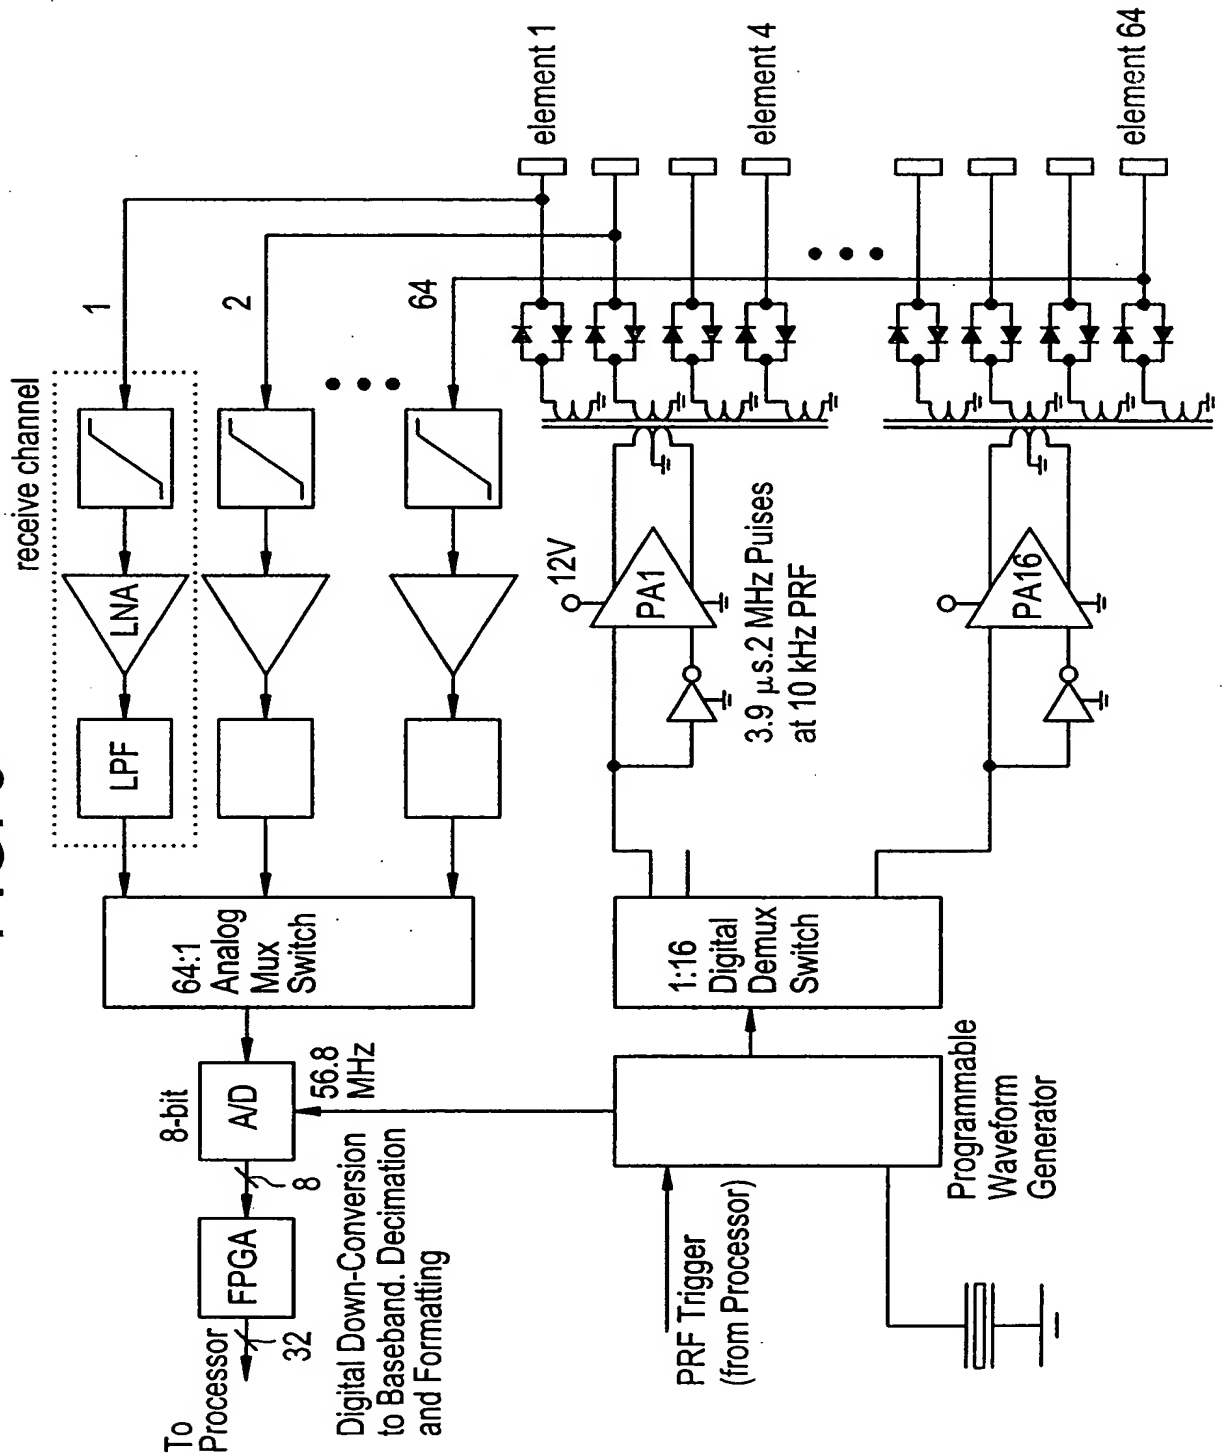 receive channel
1
2
64
LNA
LPF
64:1
Analog
Mux
Switch
8-bit
A/D
56.8
MHz
8
FPGA
32
To
Processor
Digital Down-Conversion
to Baseband. Decimation
and Formatting
element 1
element 4
element 64
12V
PA1
3.9 μs.2 MHz Puises
at 10 kHz PRF
PA16
1:16
Digital
Demux
Switch
Programmable
Waveform
Generator
PRF Trigger
(from Processor)